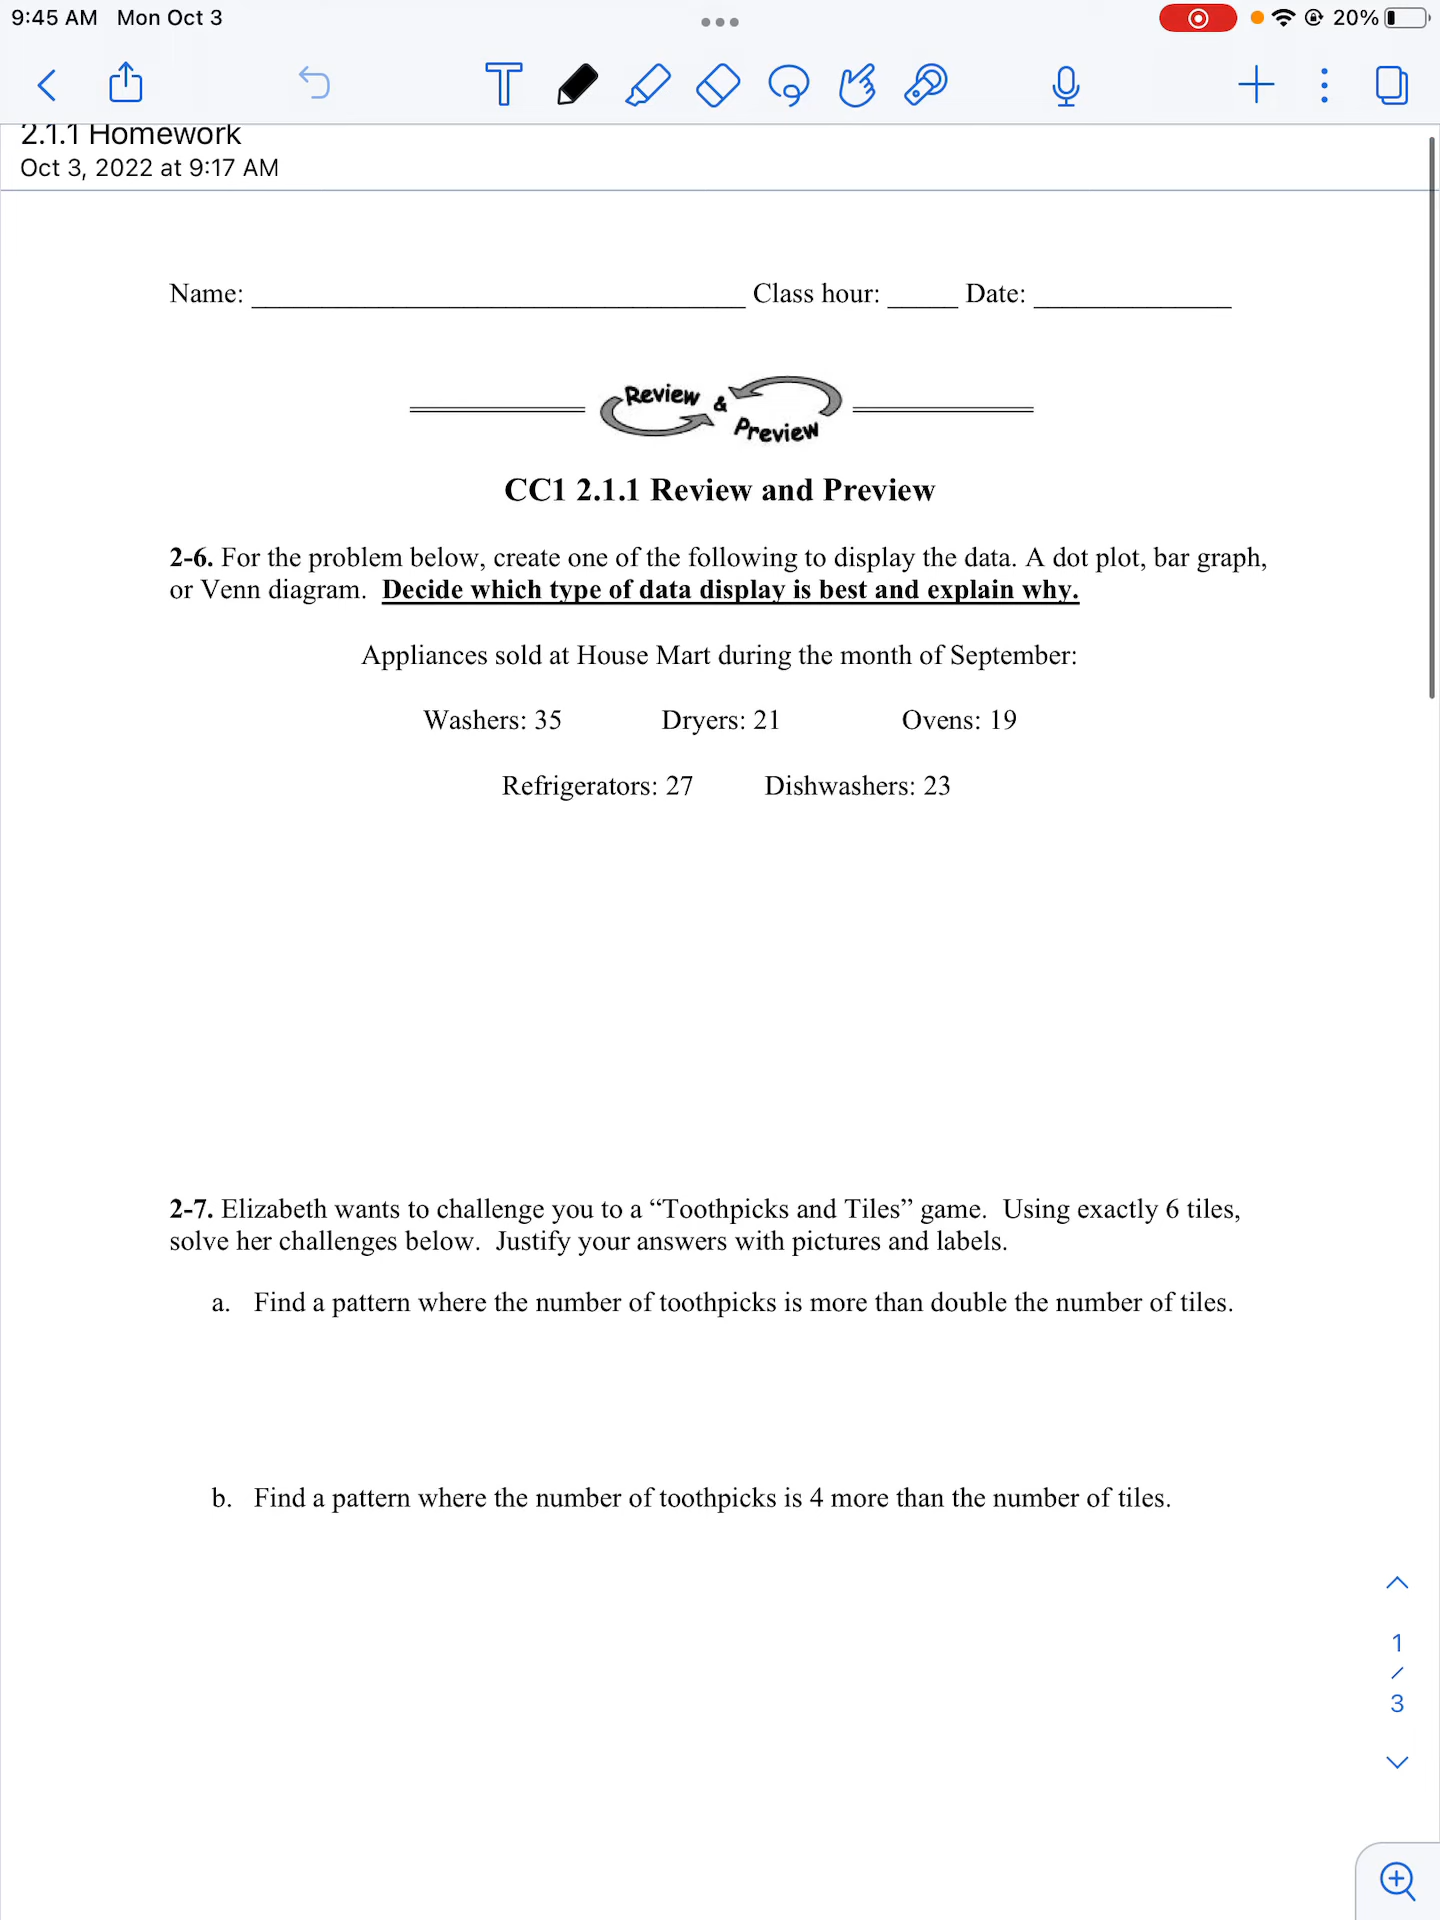 9:45 AM Mon Oct 3
20%
2.1.1 Homework
Oct 3, 2022 at 9:17 AM
Name: ____ Class hour: ____ Date: ____
Review &
Preview
CC1 2.1.1 Review and Preview
2-6. For the problem below, create one of the following to display the data. A dot plot, bar graph,
or Venn diagram. Decide which type of data display is best and explain why.
Appliances sold at House Mart during the month of September:
Washers: 35 Dryers: 21 Ovens: 19
Refrigerators: 27 Dishwashers: 23
2-7. Elizabeth wants to challenge you to a “Toothpicks and Tiles” game. Using exactly 6 tiles,
solve her challenges below. Justify your answers with pictures and labels.
a. Find a pattern where the number of toothpicks is more than double the number of tiles.
b. Find a pattern where the number of toothpicks is 4 more than the number of tiles.
1
/
3